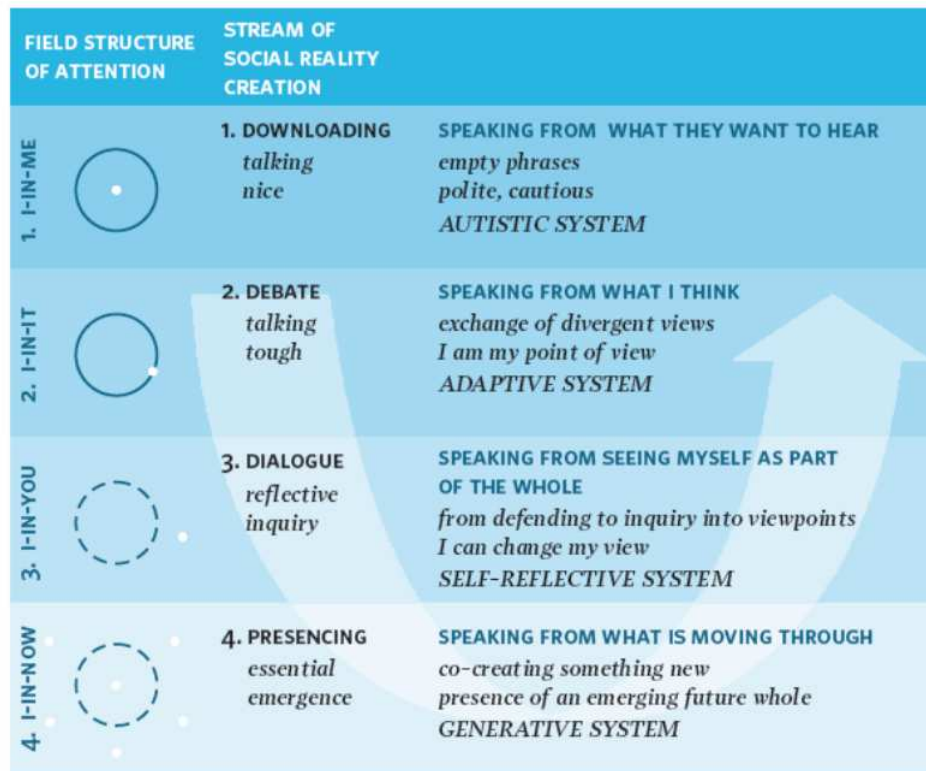 FIELD STRUCTURE
OF ATTENTION
STREAM OF
SOCIAL REALITY
CREATION
1. I-IN-ME
1. DOWNLOADING
talking
nice
SPEAKING FROM WHAT THEY WANT TO HEAR
empty phrases
polite, cautious
AUTISTIC SYSTEM
2. I-IN-IT
2. DEBATE
talking
tough
SPEAKING FROM WHAT I THINK
exchange of divergent views
I am my point of view
ADAPTIVE SYSTEM
3. I-IN-YOU
3. DIALOGUE
reflective
inquiry
SPEAKING FROM SEEING MYSELF AS PART
OF THE WHOLE
from defending to inquiry into viewpoints
I can change my view
SELF-REFLECTIVE SYSTEM
4. I-IN-NOW
4. PRESENCING
essential
emergence
SPEAKING FROM WHAT IS MOVING THROUGH
co-creating something new
presence of an emerging future whole
GENERATIVE SYSTEM